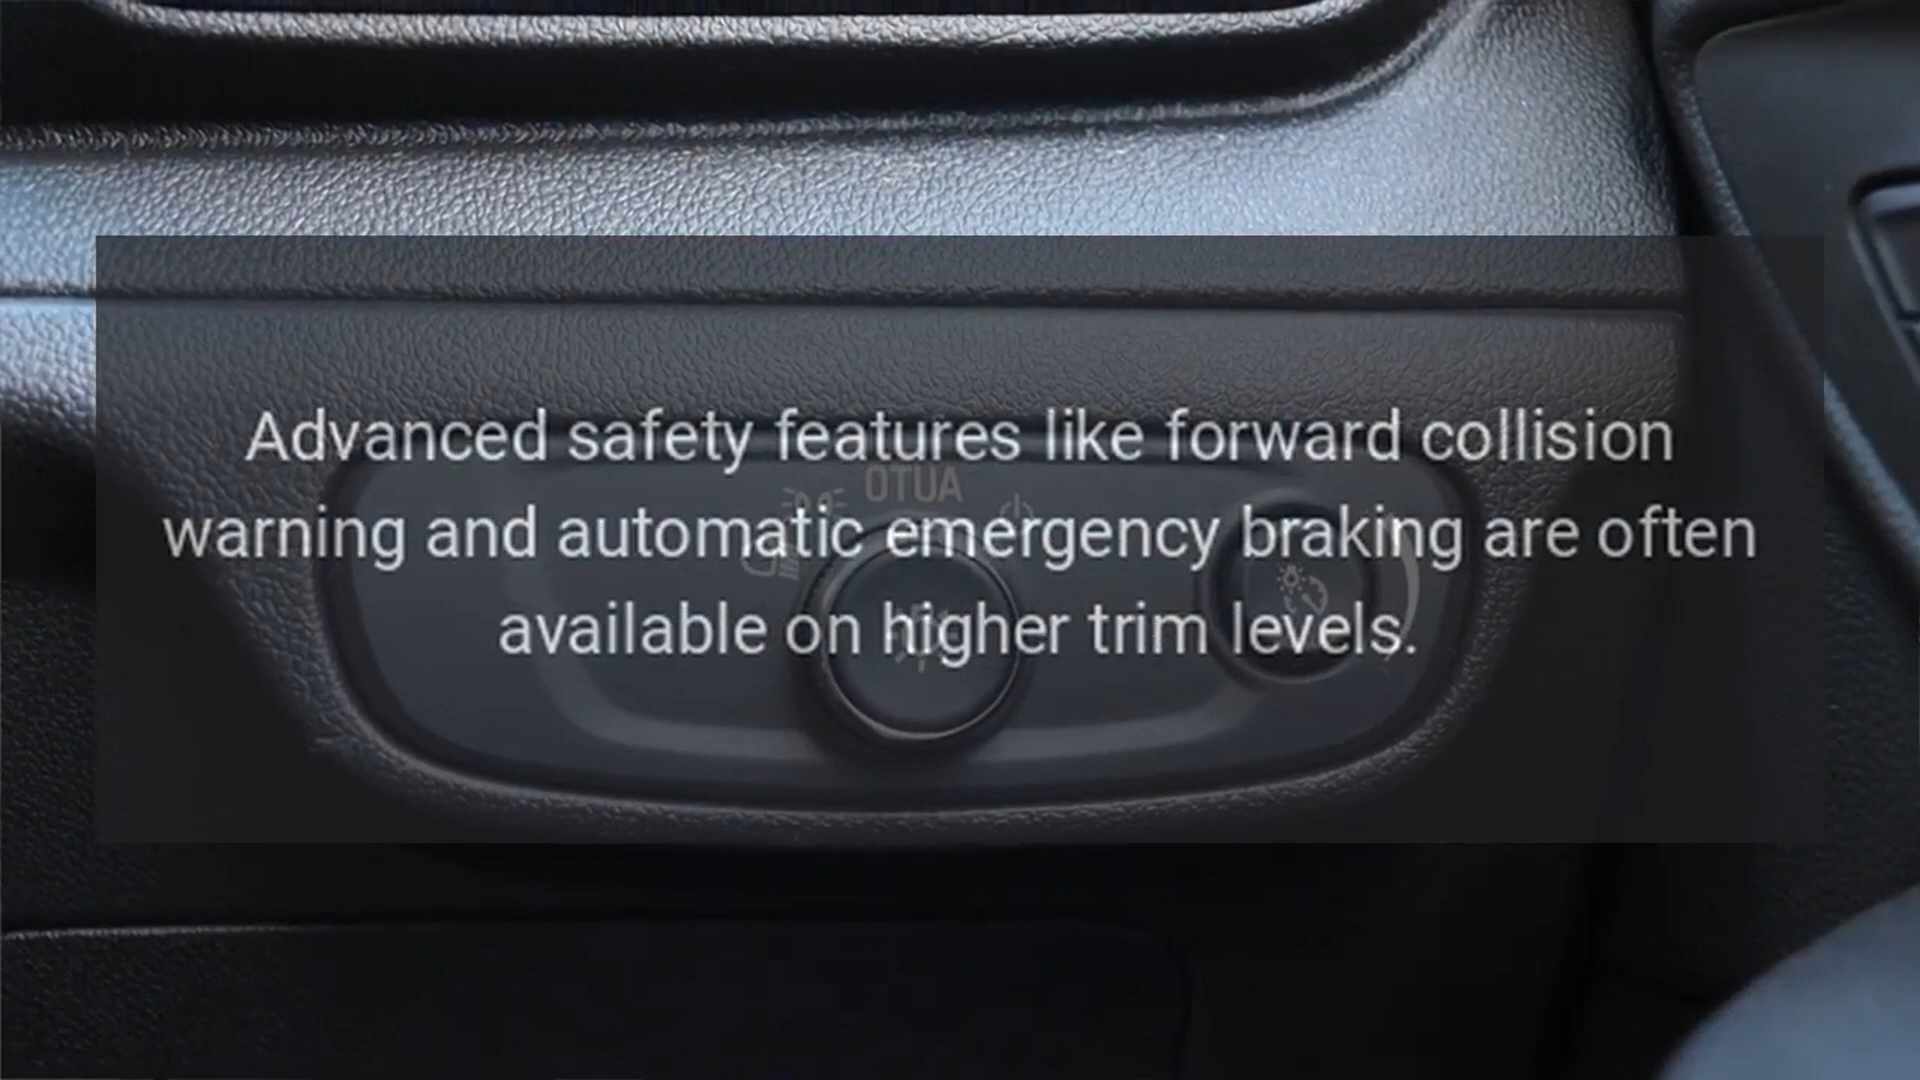 Advanced safety features like forward collision
warning and automatic emergency braking are often
available on higher trim levels.
OTUA